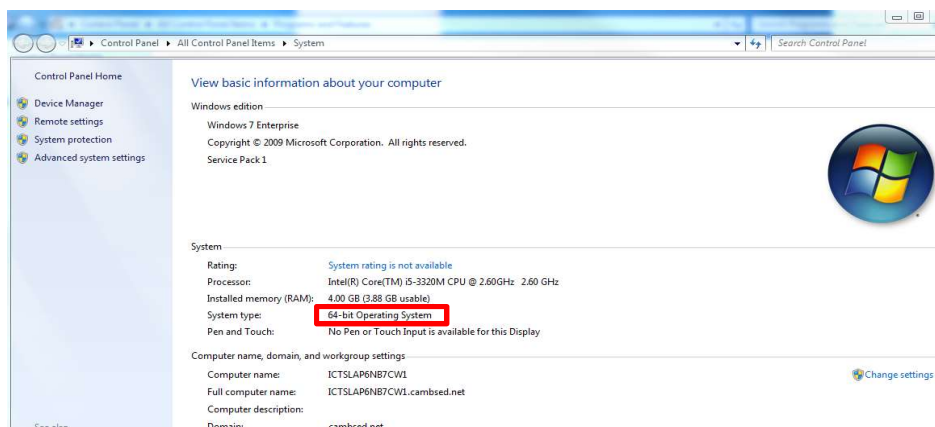 Control Panel ▸ All Control Panel Items ▸ System
Search Control Panel
Control Panel Home
Device Manager
Remote settings
System protection
Advanced system settings
View basic information about your computer
Windows edition
Windows 7 Enterprise
Copyright © 2009 Microsoft Corporation. All rights reserved.
Service Pack 1
System
Rating: System rating is not available
Processor: Intel(R) Core(TM) i5-3320M CPU @ 2.60GHz 2.60 GHz
Installed memory (RAM): 4.00 GB (3.88 GB usable)
System type: 64-bit Operating System
Pen and Touch: No Pen or Touch Input is available for this Display
Computer name, domain, and workgroup settings
Computer name: ICTSLAP6NB7CW1
Change settings
Full computer name: ICTSLAP6NB7CW1.cambsed.net
Computer description:
Domain: cambsed.net